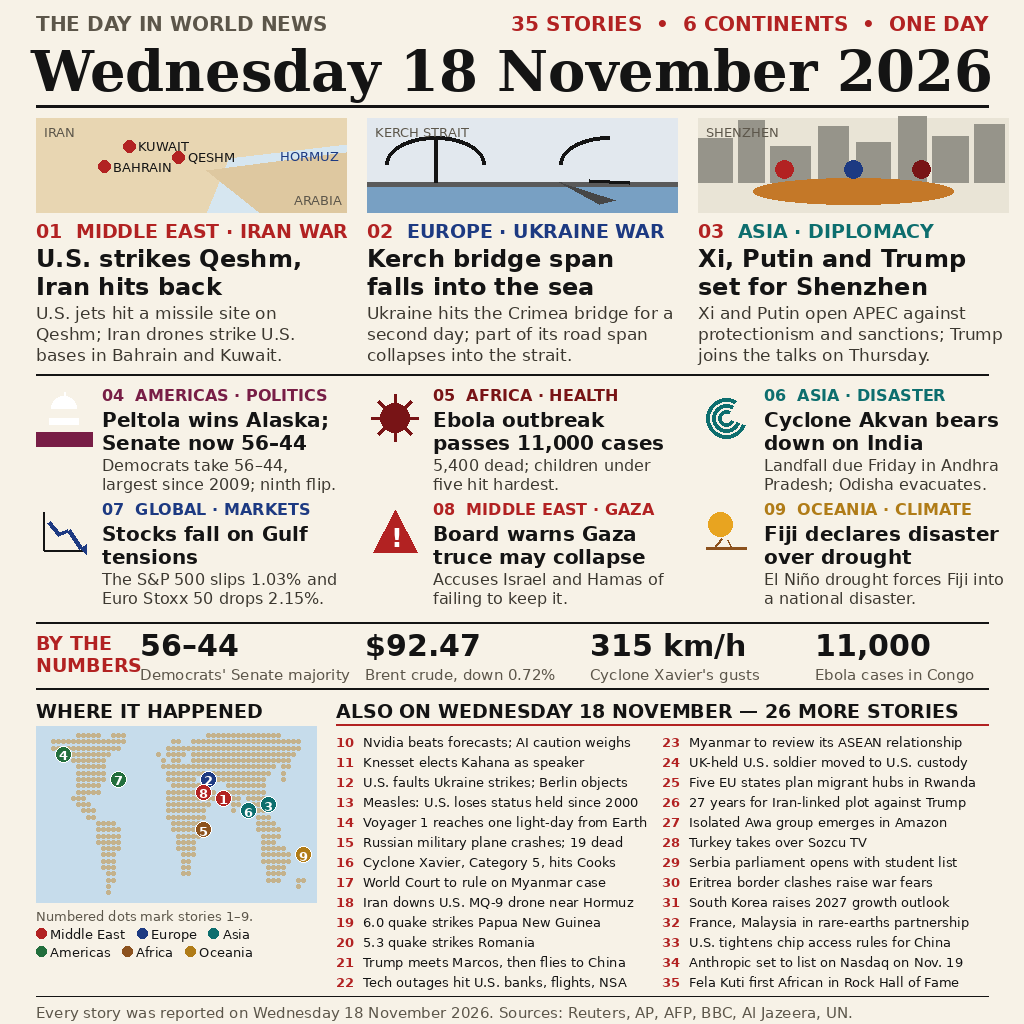 THE DAY IN WORLD NEWS
35 STORIES • 6 CONTINENTS • ONE DAY
Wednesday 18 November 2026
IRAN
KUWAIT
BAHRAIN
QESHM
HORMUZ
ARABIA
KERCH STRAIT
SHENZHEN
01 MIDDLE EAST · IRAN WAR
U.S. strikes Qeshm,
Iran hits back
U.S. jets hit a missile site on
Qeshm; Iran drones strike U.S.
bases in Bahrain and Kuwait.
02 EUROPE · UKRAINE WAR
Kerch bridge span
falls into the sea
Ukraine hits the Crimea bridge for a
second day; part of its road span
collapses into the strait.
03 ASIA · DIPLOMACY
Xi, Putin and Trump
set for Shenzhen
Xi and Putin open APEC against
protectionism and sanctions; Trump
joins the talks on Thursday.
04 AMERICAS · POLITICS
Peltola wins Alaska;
Senate now 56–44
Democrats take 56–44,
largest since 2009; ninth flip.
05 AFRICA · HEALTH
Ebola outbreak
passes 11,000 cases
5,400 dead; children under
five hit hardest.
06 ASIA · DISASTER
Cyclone Akvan bears
down on India
Landfall due Friday in Andhra
Pradesh; Odisha evacuates.
07 GLOBAL · MARKETS
Stocks fall on Gulf
tensions
The S&P 500 slips 1.03% and
Euro Stoxx 50 drops 2.15%.
08 MIDDLE EAST · GAZA
Board warns Gaza
truce may collapse
Accuses Israel and Hamas of
failing to keep it.
!
09 OCEANIA · CLIMATE
Fiji declares disaster
over drought
El Niño drought forces Fiji into
a national disaster.
BY THE
NUMBERS
56–44
Democrats' Senate majority
$92.47
Brent crude, down 0.72%
315 km/h
Cyclone Xavier's gusts
11,000
Ebola cases in Congo
WHERE IT HAPPENED
4
7
2
8
1
6
3
5
9
Numbered dots mark stories 1–9.
Middle East Europe Asia
Americas Africa Oceania
ALSO ON WEDNESDAY 18 NOVEMBER — 26 MORE STORIES
10 Nvidia beats forecasts; AI caution weighs
11 Knesset elects Kahana as speaker
12 U.S. faults Ukraine strikes; Berlin objects
13 Measles: U.S. loses status held since 2000
14 Voyager 1 reaches one light-day from Earth
15 Russian military plane crashes; 19 dead
16 Cyclone Xavier, Category 5, hits Cooks
17 World Court to rule on Myanmar case
18 Iran downs U.S. MQ-9 drone near Hormuz
19 6.0 quake strikes Papua New Guinea
20 5.3 quake strikes Romania
21 Trump meets Marcos, then flies to China
22 Tech outages hit U.S. banks, flights, NSA
23 Myanmar to review its ASEAN relationship
24 UK-held U.S. soldier moved to U.S. custody
25 Five EU states plan migrant hubs in Rwanda
26 27 years for Iran-linked plot against Trump
27 Isolated Awa group emerges in Amazon
28 Turkey takes over Sozcu TV
29 Serbia parliament opens with student list
30 Eritrea border clashes raise war fears
31 South Korea raises 2027 growth outlook
32 France, Malaysia in rare-earths partnership
33 U.S. tightens chip access rules for China
34 Anthropic set to list on Nasdaq on Nov. 19
35 Fela Kuti first African in Rock Hall of Fame
Every story was reported on Wednesday 18 November 2026. Sources: Reuters, AP, AFP, BBC, Al Jazeera, UN.